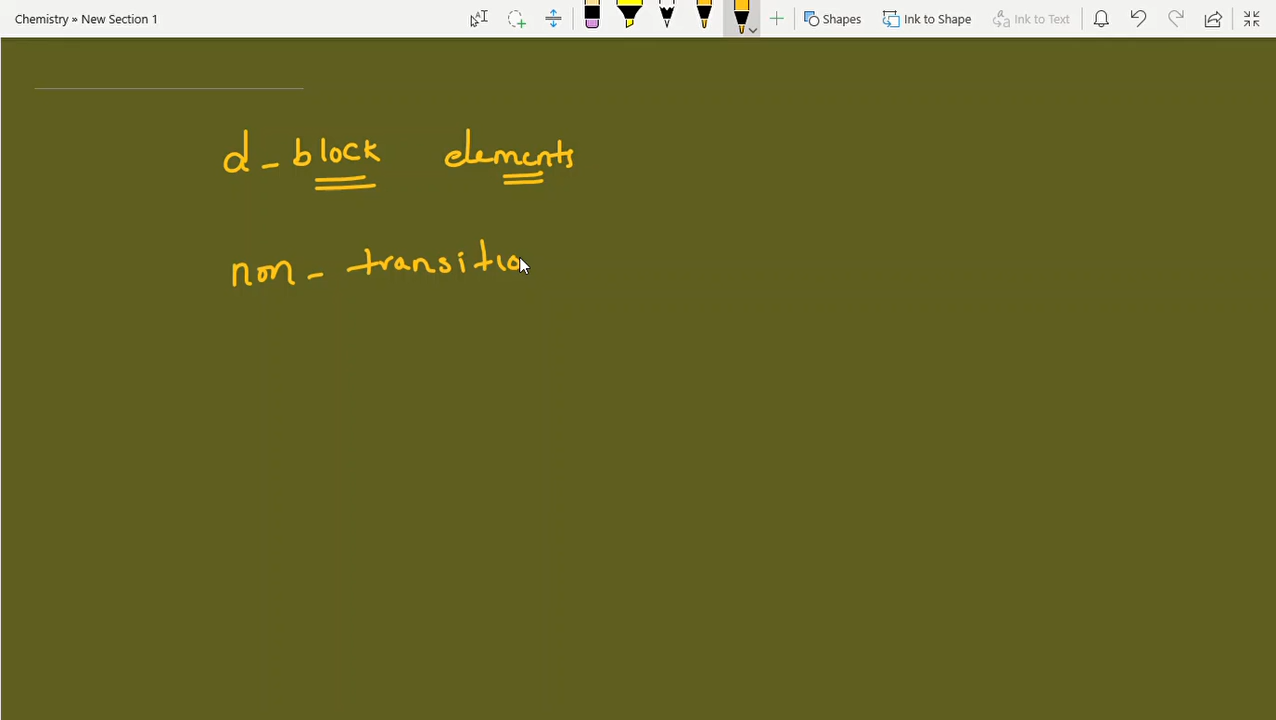 Chemistry » New Section 1
Shapes
Ink to Shape
Ink to Text
d - block elements
non - transitio